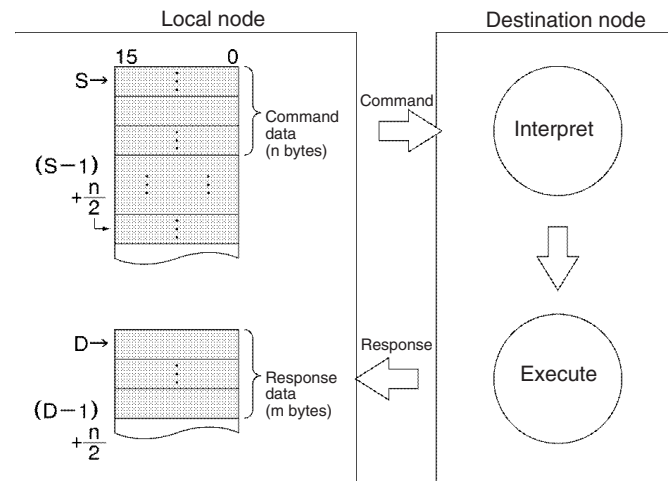 Local node
Destination node
15 0
S→
Command
data
(n bytes)
(S−1)
+n/2
Command
Interpret
D→
Response
data
(m bytes)
(D−1)
+n/2
Response
Execute